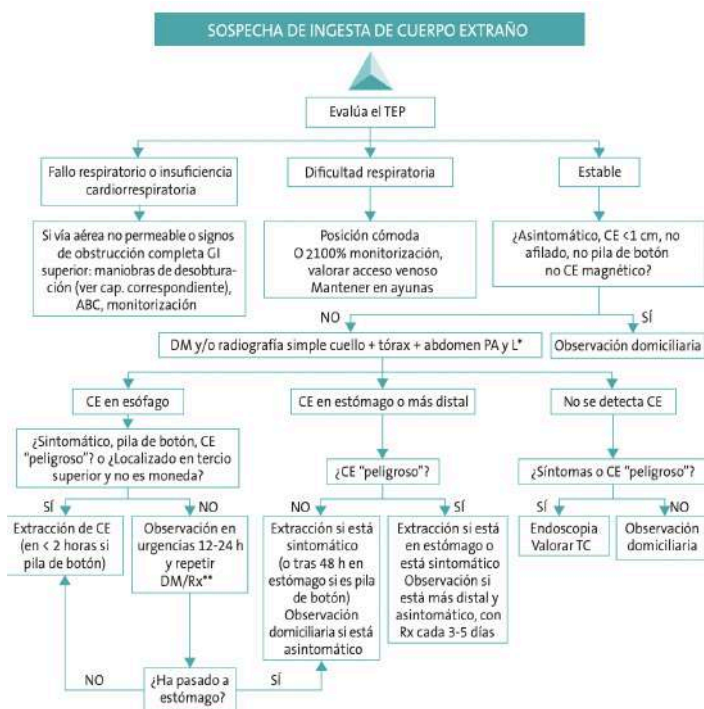 SOSPECHA DE INGESTA DE CUERPO EXTRAÑO
Evalúa el TEP
Fallo respiratorio o insuficiencia
cardiorrespiratoria
Dificultad respiratoria
Estable
Si vía aérea no permeable o signos
de obstrucción completa GI
superior: maniobras de desobtura-
ción (ver cap. correspondiente),
ABC, monitorización
Posición cómoda
O 2100% monitorización,
valorar acceso venoso
Mantener en ayunas
¿Asintomático, CE <1 cm, no
afilado, no pila de botón
no CE magnético?
NO
SÍ
DM y/o radiografía simple cuello + tórax + abdomen PA y L*
Observación domiciliaria
CE en esófago
CE en estómago o más distal
No se detecta CE
¿Sintomático, pila de botón, CE
"peligroso"? o ¿Localizado en tercio
superior y no es moneda?
¿CE "peligroso"?
¿Síntomas o CE "peligroso"?
SÍ
NO
NO
SÍ
SÍ
NO
Extracción de CE
(en < 2 horas si
pila de botón)
Observación en
urgencias 12-24 h
y repetir
DM/Rx**
Extracción si está
sintomático
(o tras 48 h en
estómago si es pila
de botón)
Observación
domiciliaria si está
asintomático
Extracción si está
en estómago o
está sintomático
Observación si
está más distal y
asintomático, con
Rx cada 3-5 días
Endoscopia
Valorar TC
Observación
domiciliaria
NO
¿Ha pasado a
estómago?
SÍ